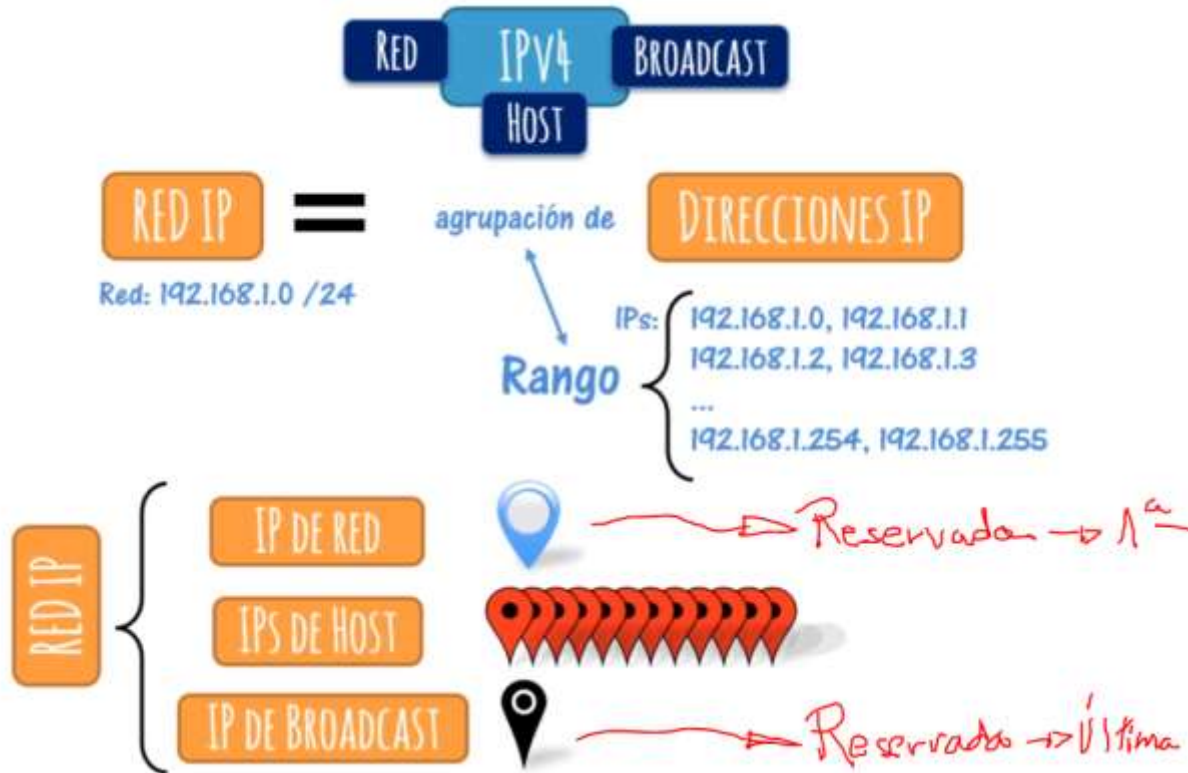 RED IPV4 BROADCAST
HOST
RED IP = agrupación de DIRECCIONES IP
Red: 192.168.1.0 /24
IPs: 192.168.1.0, 192.168.1.1
192.168.1.2, 192.168.1.3
Rango
...
192.168.1.254, 192.168.1.255
RED IP
IP DE RED Reservada → 1ª
IPS DE HOST
IP DE BROADCAST Reservada → Última